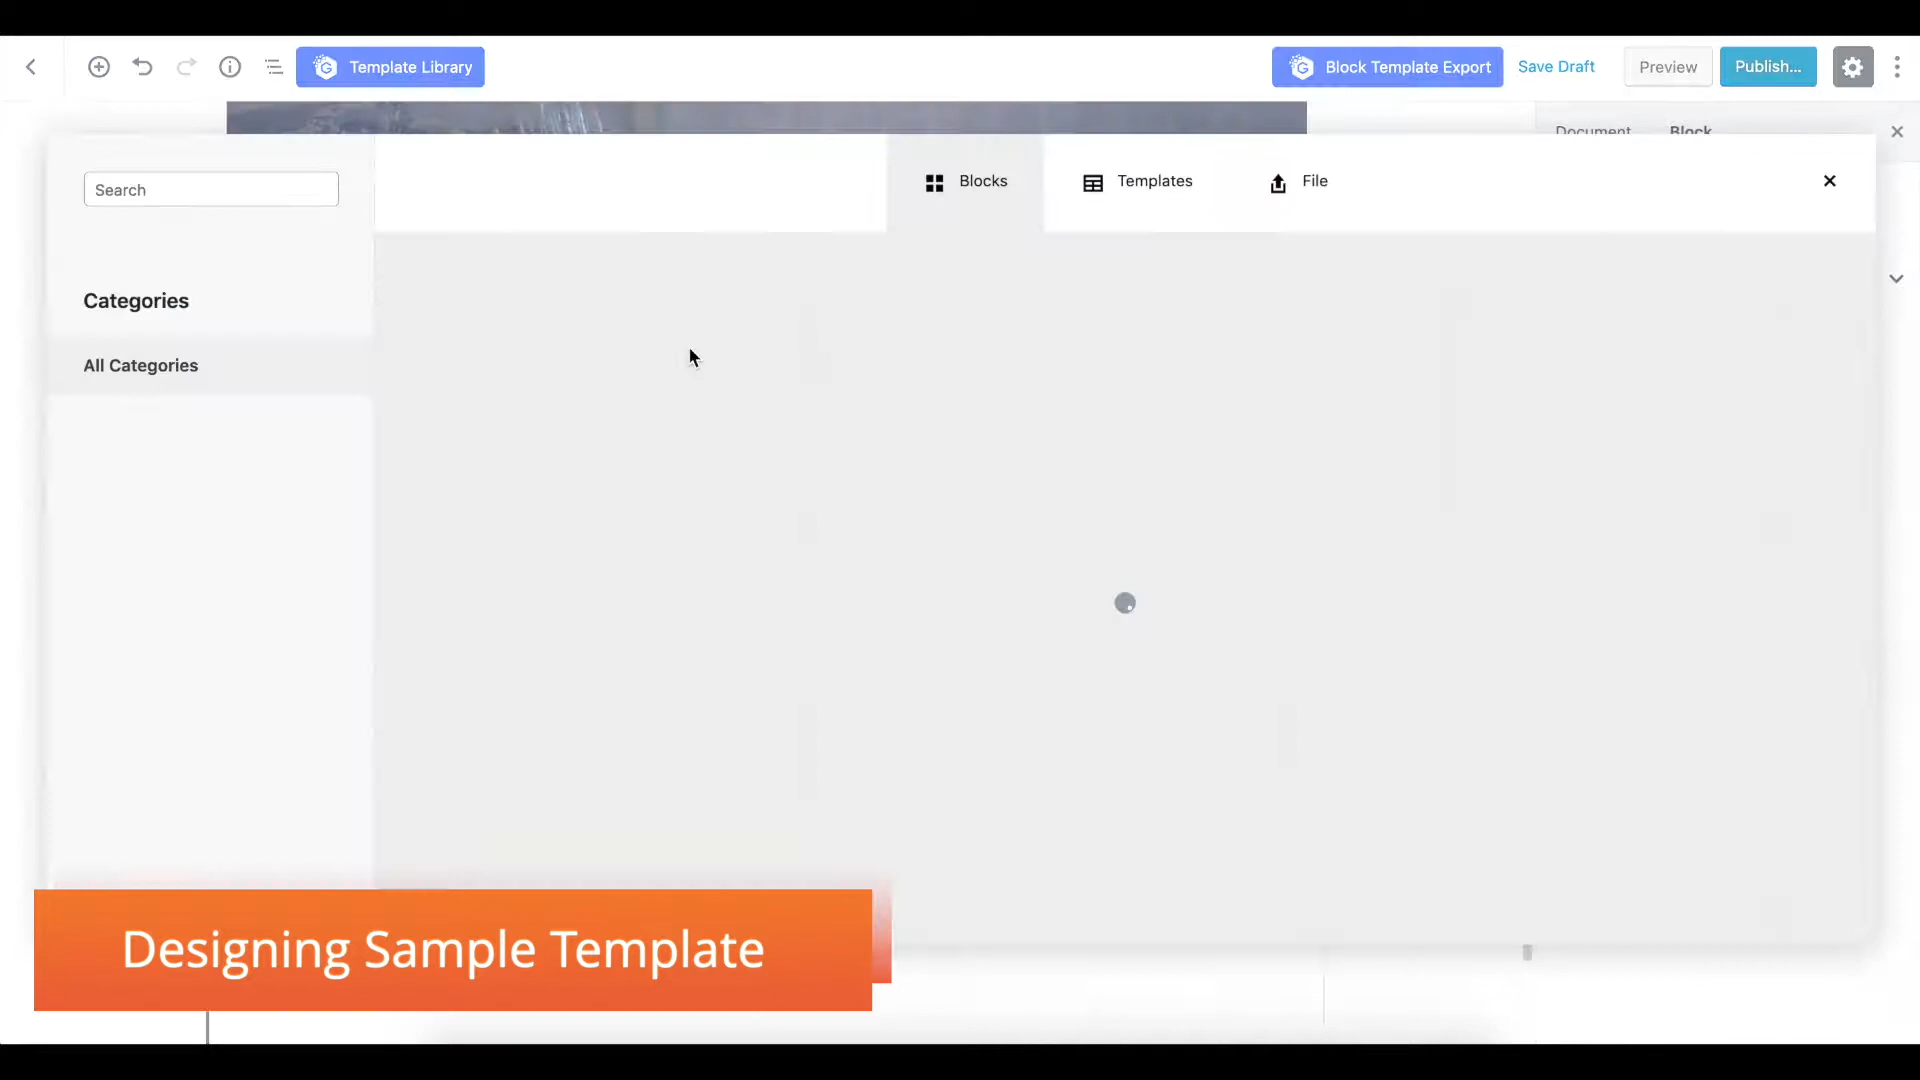 Template Library
Block Template Export
Save Draft
Preview
Publish...
Document
Block
Search
Blocks
Templates
File
Categories
All Categories
Designing Sample Template